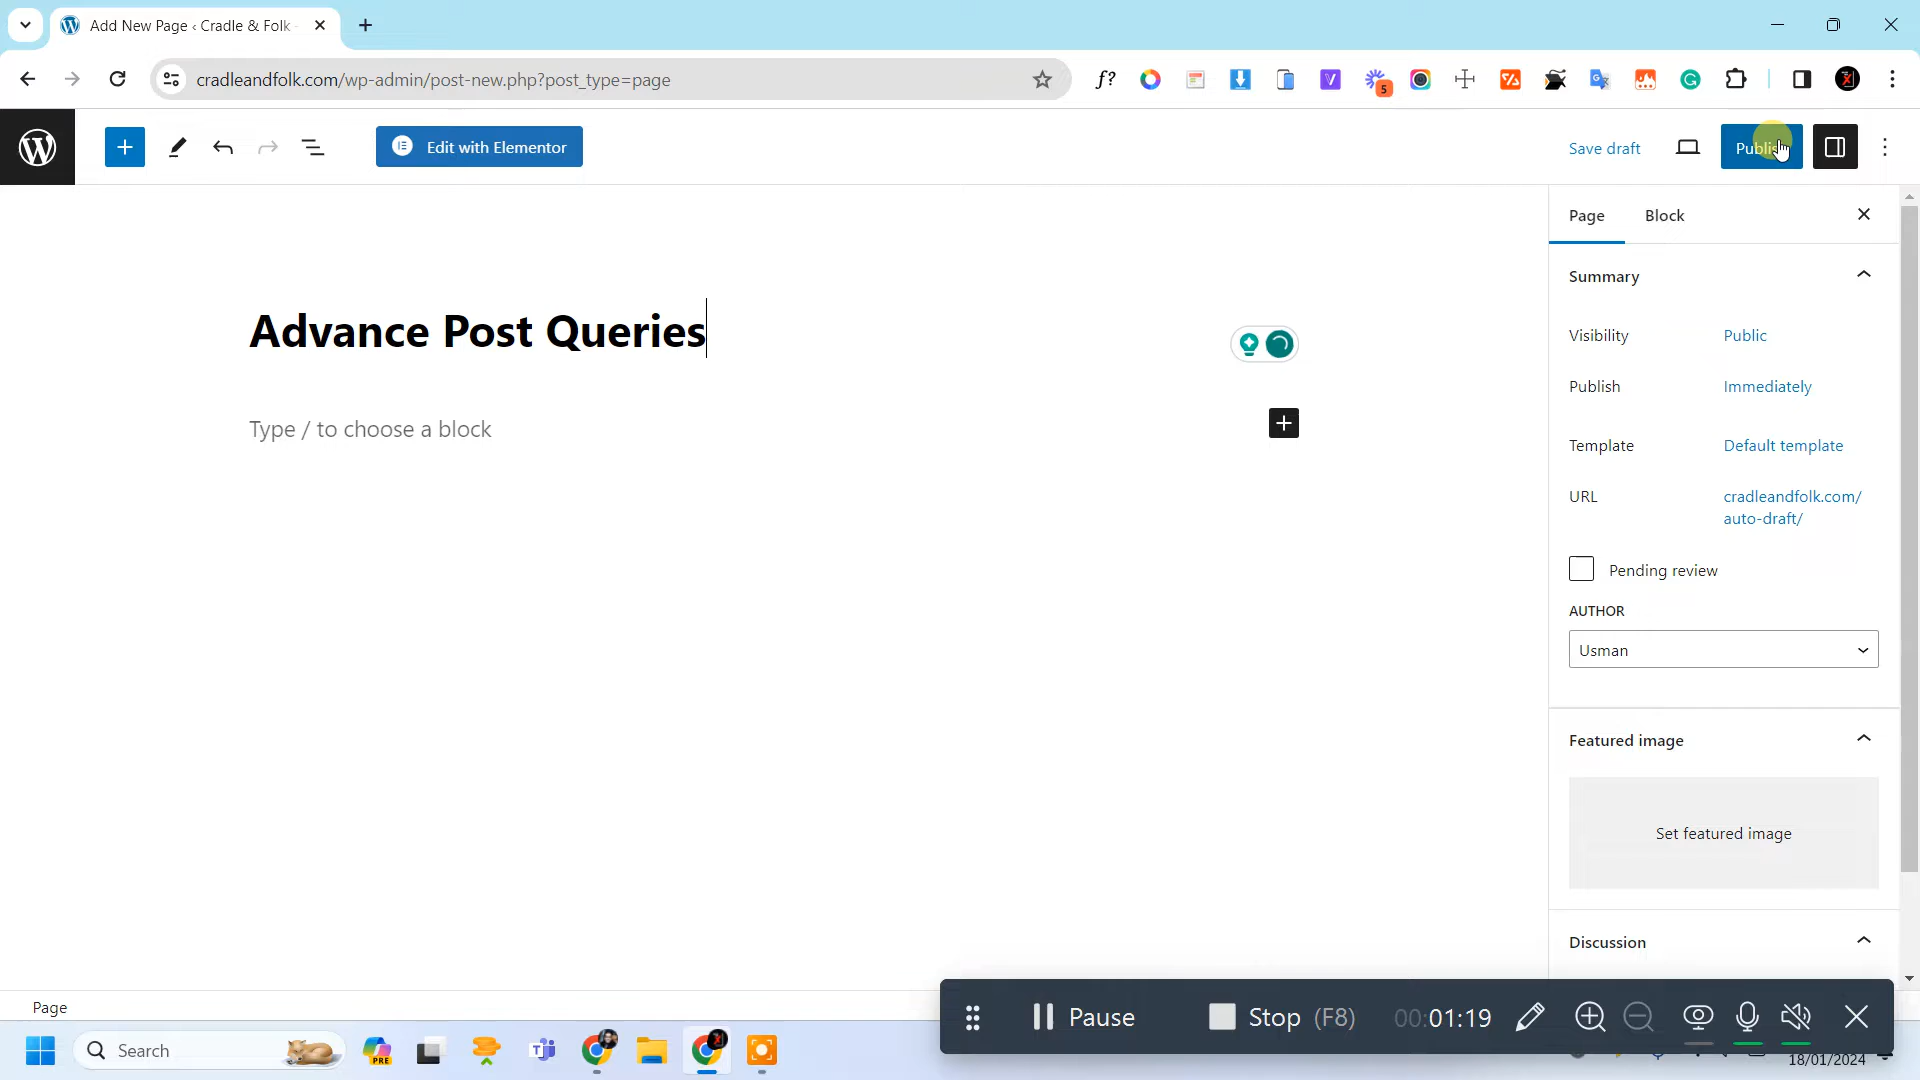 Add New Page ‹ Cradle & Folk
cradleandfolk.com/wp-admin/post-new.php?post_type=page
f?
5
Edit with Elementor
Save draft
Publish
Page
Block
Summary
Advance Post Queries
Visibility
Public
Publish
Immediately
Type / to choose a block
Template
Default template
URL
cradleandfolk.com/
auto-draft/
Pending review
AUTHOR
Usman
Featured image
Set featured image
Discussion
Page
Pause
Stop (F8)
00:01:19
Search
PRE
18/01/2024